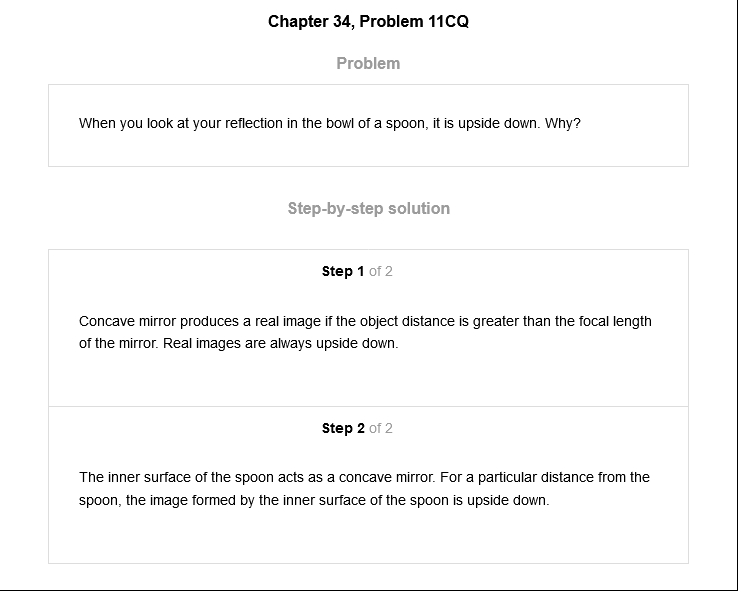 Chapter 34, Problem 11CQ
Problem
When you look at your reflection in the bowl of a spoon, it is upside down. Why?
Step-by-step solution
Step 1 of 2
Concave mirror produces a real image if the object distance is greater than the focal length
of the mirror. Real images are always upside down.
Step 2 of 2
The inner surface of the spoon acts as a concave mirror. For a particular distance from the
spoon, the image formed by the inner surface of the spoon is upside down.